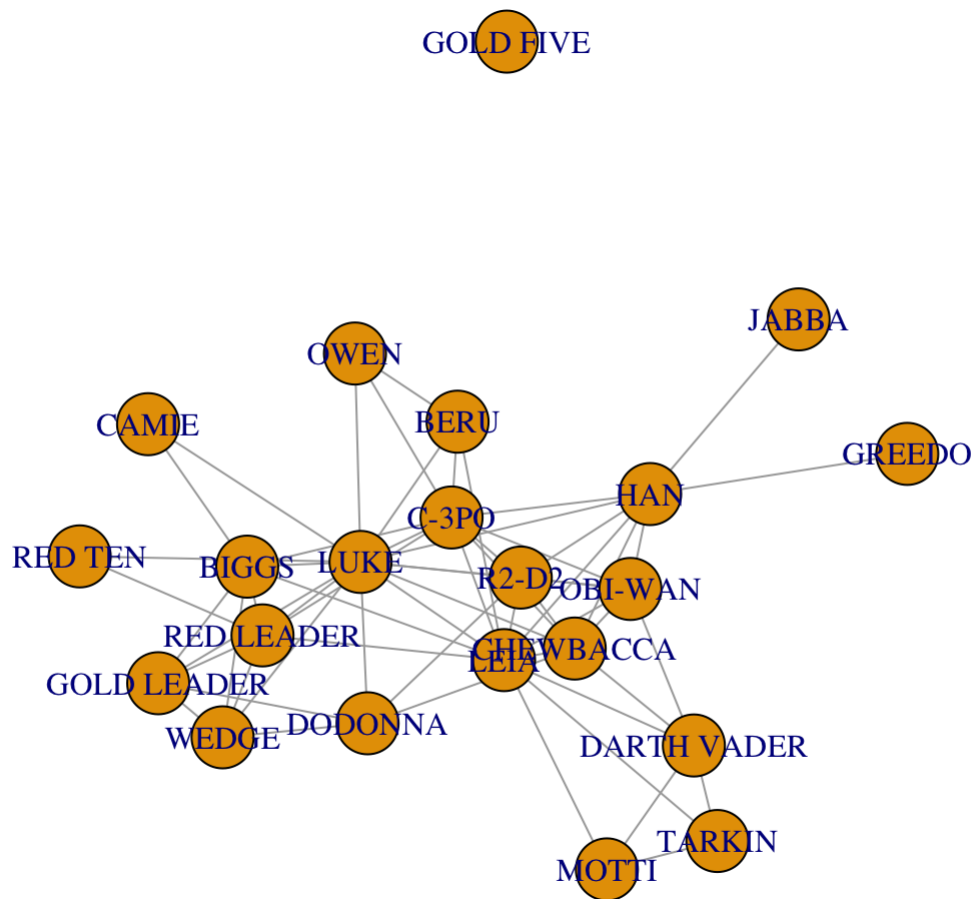 GOLD FIVE
JABBA
OWEN
BERU
CAMIE
GREEDO
HAN
C-3PO
RED TEN
BIGGS
LUKE
R2-D2
OBI-WAN
RED LEADER
CHEWBACCA
LEIA
GOLD LEADER
DODONNA
WEDGE
DARTH VADER
TARKIN
MOTTI